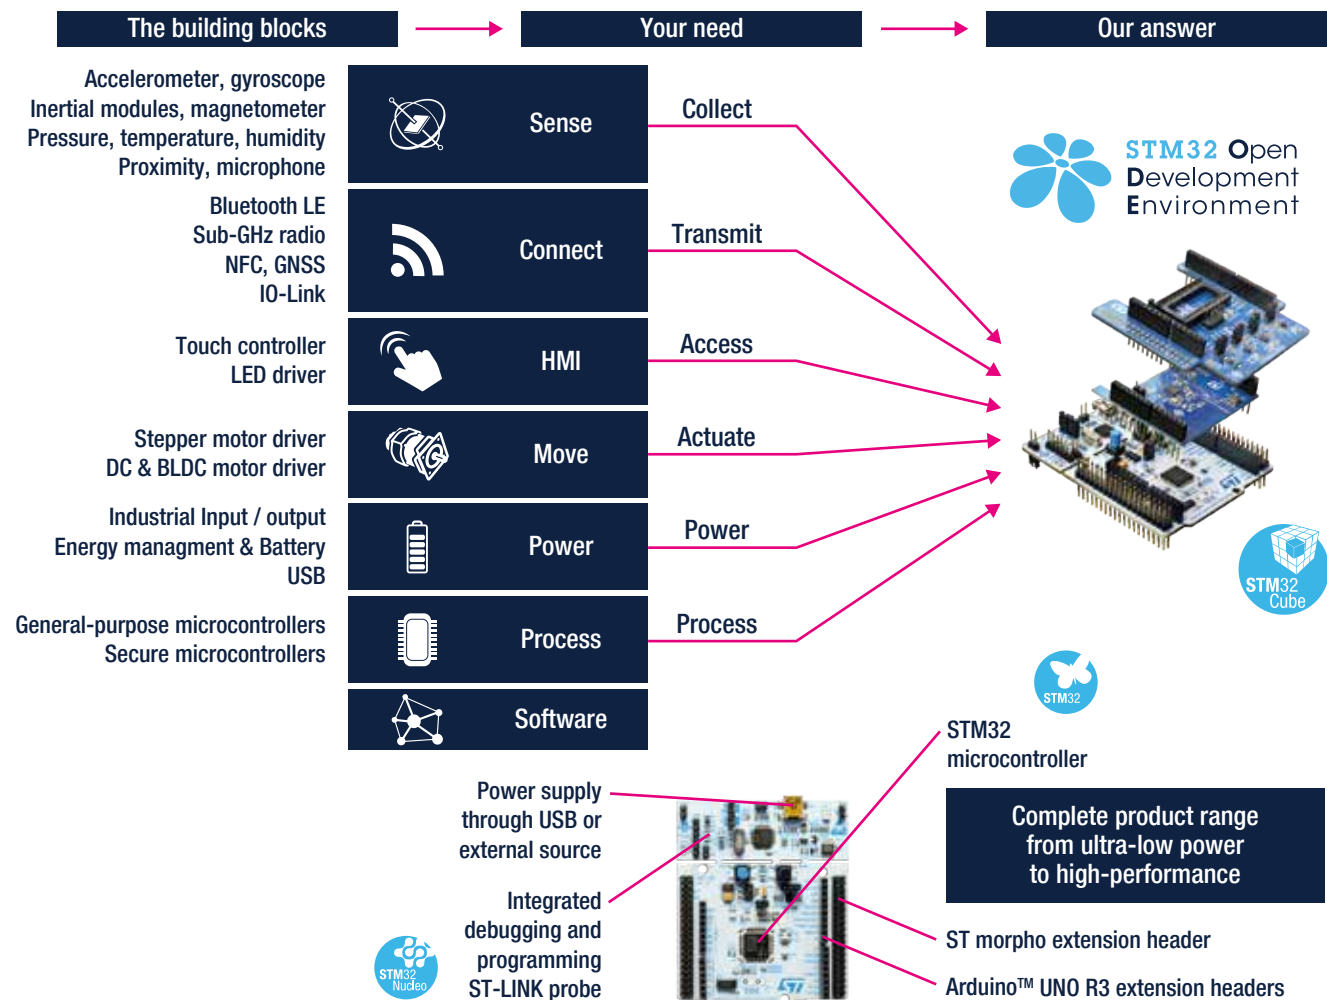 The building blocks
Your need
Our answer
Accelerometer, gyroscope
Inertial modules, magnetometer
Pressure, temperature, humidity
Proximity, microphone
Sense
Collect
STM32 Open
Development
Environment
Bluetooth LE
Sub-GHz radio
NFC, GNSS
IO-Link
Connect
Transmit
Touch controller
LED driver
HMI
Access
Stepper motor driver
DC & BLDC motor driver
Move
Actuate
Industrial Input / output
Energy managment & Battery
USB
Power
Power
STM32
Cube
General-purpose microcontrollers
Secure microcontrollers
Process
Process
Software
STM32
STM32
microcontroller
Power supply
through USB or
external source
Complete product range
from ultra-low power
to high-performance
Integrated
debugging and
programming
ST-LINK probe
STM32
Nucleo
ST morpho extension header
Arduino™ UNO R3 extension headers